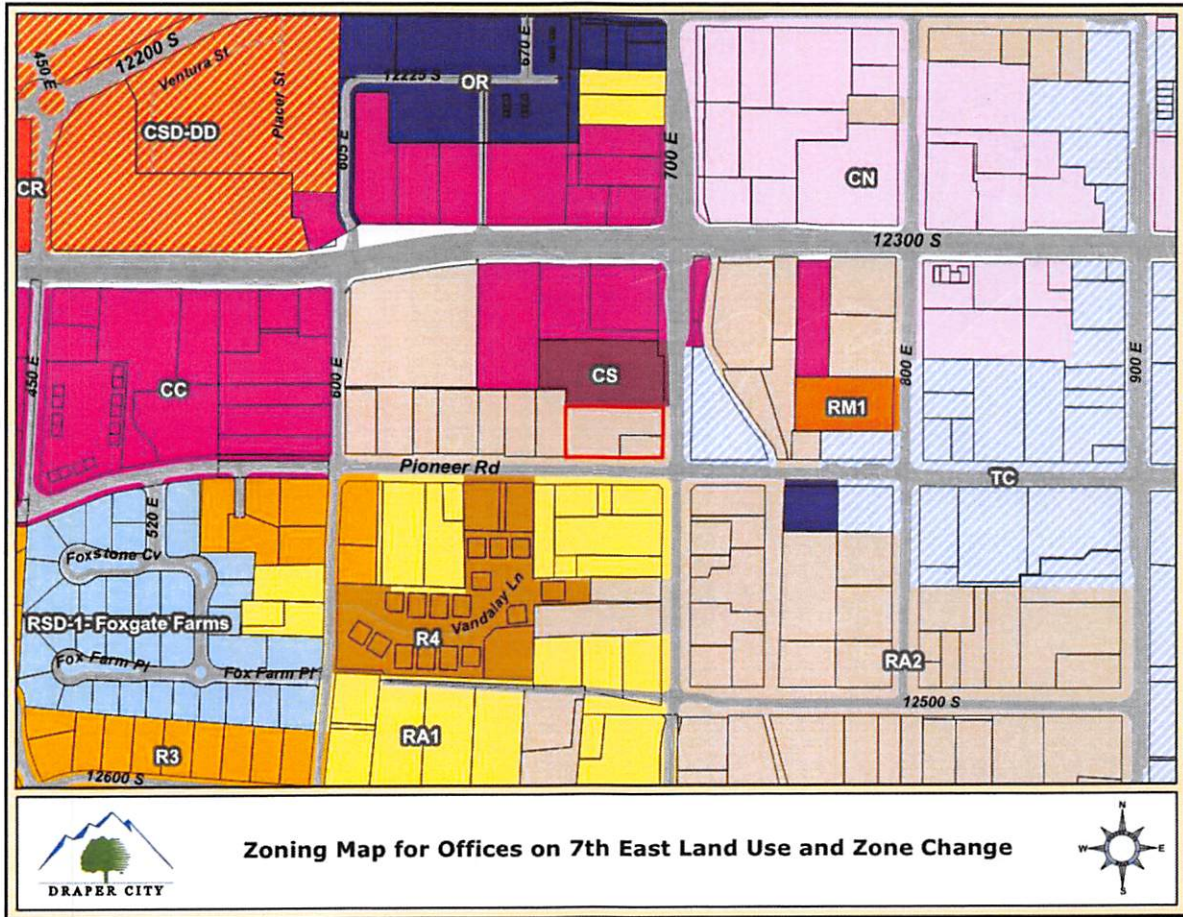 450 E
12200 S
Ventura St
Placer St
CSD-DD
CR
605 E
12225 S
OR
670 E
700 E
CN
12300 S
450 E
CC
600 E
CS
RM1
800 E
900 E
Pioneer Rd
TC
520 E
Foxstone Cv
RSD-1- Foxgate Farms
Fox Farm Pl
Fox Farm Pl
R4
Vandalay Ln
RA2
12500 S
R3
RA1
12600 S
DRAPER CITY
Zoning Map for Offices on 7th East Land Use and Zone Change
N
W
E
S